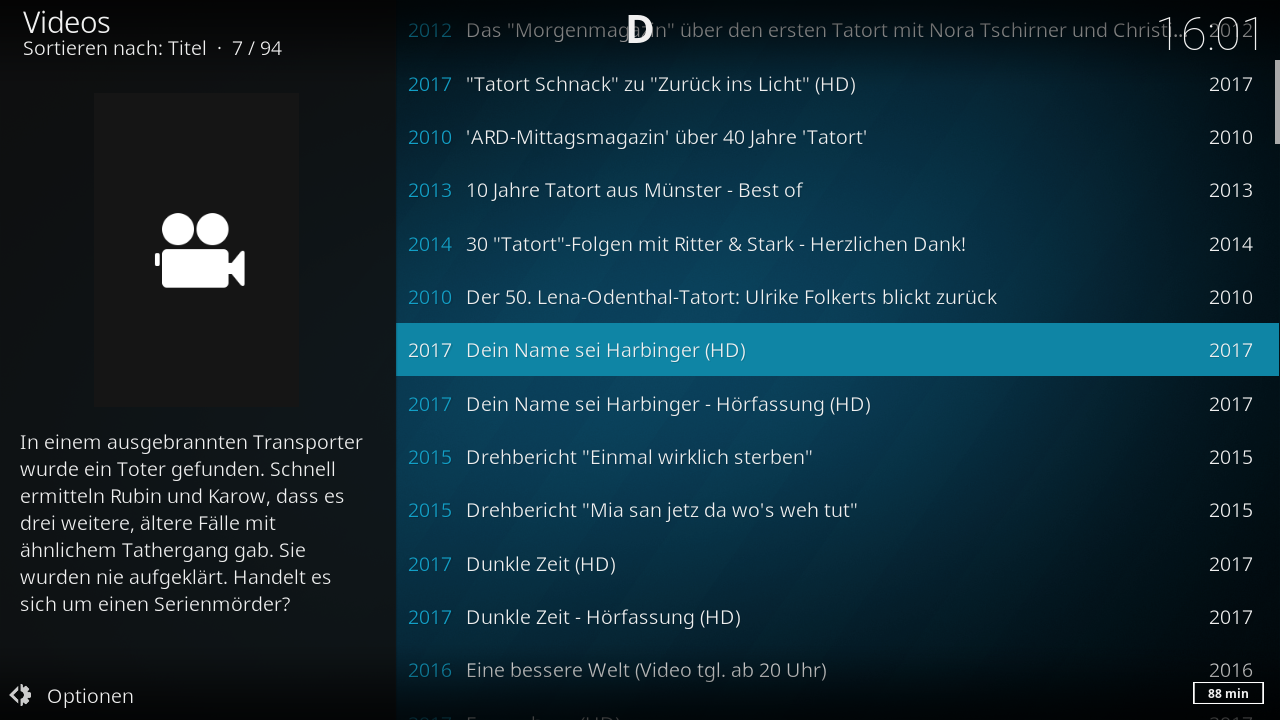 Videos
Sortieren nach: Titel · 7 / 94
D
16:01
2012 Das "Morgenmagazin" über den ersten Tatort mit Nora Tschirner und Christ... 2012
2017 "Tatort Schnack" zu "Zurück ins Licht" (HD) 2017
2010 'ARD-Mittagsmagazin' über 40 Jahre 'Tatort' 2010
2013 10 Jahre Tatort aus Münster - Best of 2013
2014 30 "Tatort"-Folgen mit Ritter & Stark - Herzlichen Dank! 2014
2010 Der 50. Lena-Odenthal-Tatort: Ulrike Folkerts blickt zurück 2010
2017 Dein Name sei Harbinger (HD) 2017
2017 Dein Name sei Harbinger - Hörfassung (HD) 2017
2015 Drehbericht "Einmal wirklich sterben" 2015
2015 Drehbericht "Mia san jetz da wo's weh tut" 2015
2017 Dunkle Zeit (HD) 2017
2017 Dunkle Zeit - Hörfassung (HD) 2017
2016 Eine bessere Welt (Video tgl. ab 20 Uhr) 2016
In einem ausgebrannten Transporter
wurde ein Toter gefunden. Schnell
ermitteln Rubin und Karow, dass es
drei weitere, ältere Fälle mit
ähnlichem Tathergang gab. Sie
wurden nie aufgeklärt. Handelt es
sich um einen Serienmörder?
Optionen
88 min